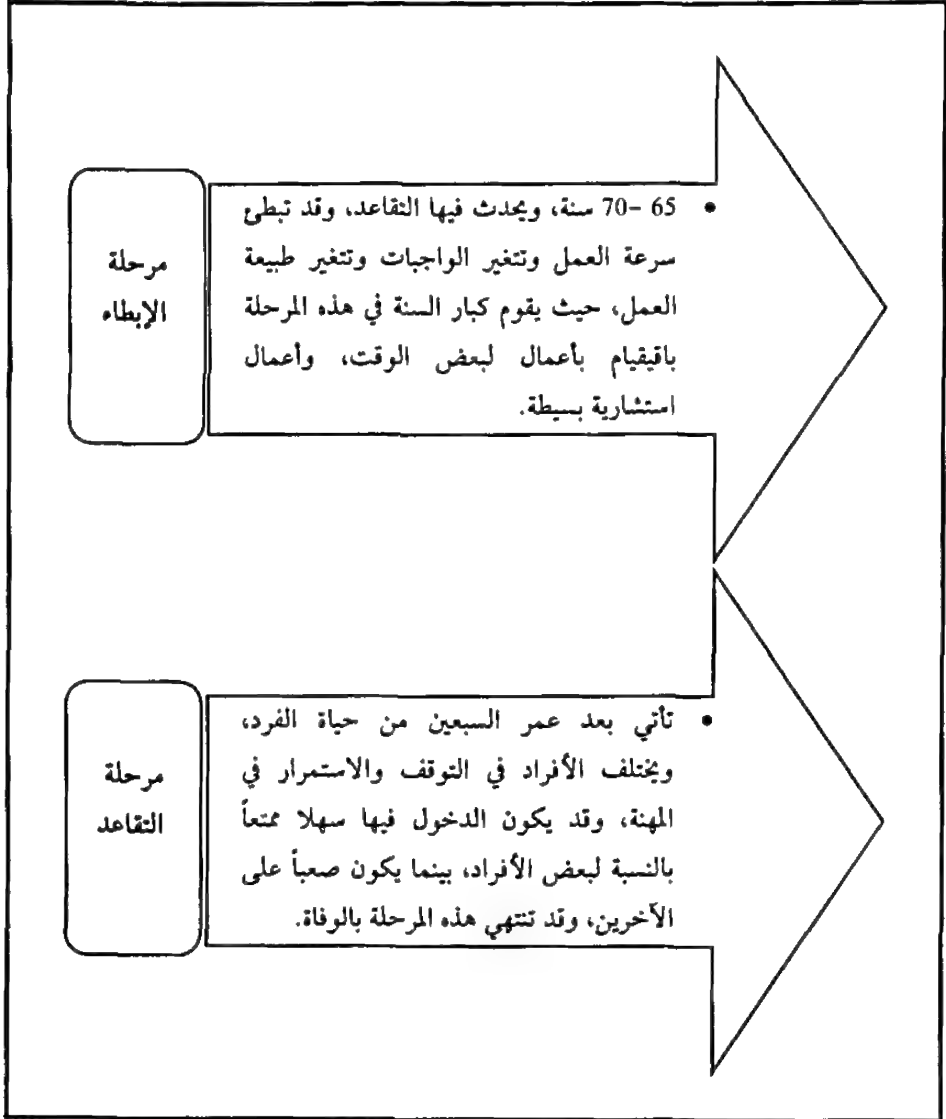 مرحلة
الإبطاء
• 65 –70 سنة، ويحدث فيها التقاعد، وقد تبطئ
سرعة العمل وتتغير الواجبات وتتغير طبيعة
العمل، حيث يقوم كبار السنة في هذه المرحلة
باقيقيام بأعمال لبعض الوقت، وأعمال
استشارية بسيطة.
مرحلة
التقاعد
• تأتي بعد عمر السبعين من حياة الفرد،
ويختلف الأفراد في التوقف والاستمرار في
المهنة، وقد يكون الدخول فيها سهلا ممتعاً
بالنسبة لبعض الأفراد، بينما يكون صعباً على
الآخرين، وقد تنتهي هذه المرحلة بالوفاة.